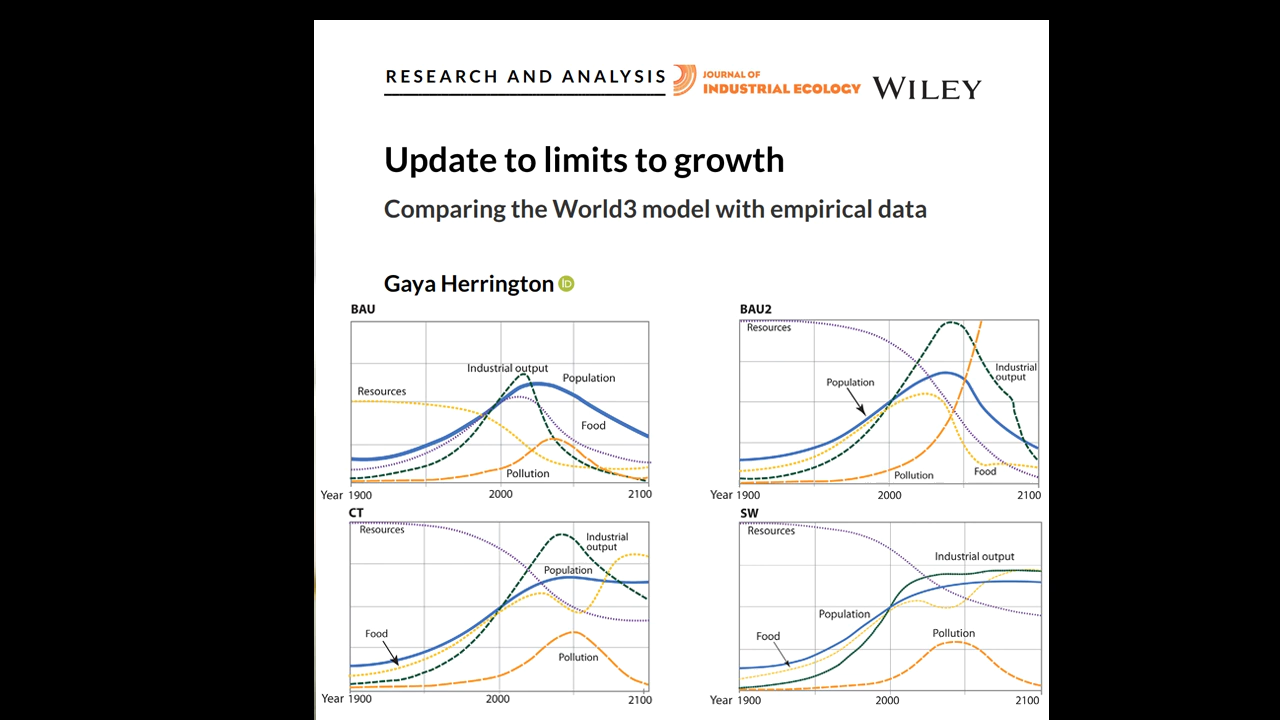 RESEARCH AND ANALYSIS
JOURNAL OF
INDUSTRIAL ECOLOGY
WILEY
Update to limits to growth
Comparing the World3 model with empirical data
Gaya Herrington iD
BAU
Industrial output
Population
Resources
Food
Pollution
Year 1900
2000
2100
BAU2
Resources
Industrial
output
Population
Pollution
Food
Year 1900
2000
2100
CT
Resources
Industrial
output
Population
Food
Pollution
Year 1900
2000
2100
SW
Resources
Industrial output
Population
Food
Pollution
Year 1900
2000
2100